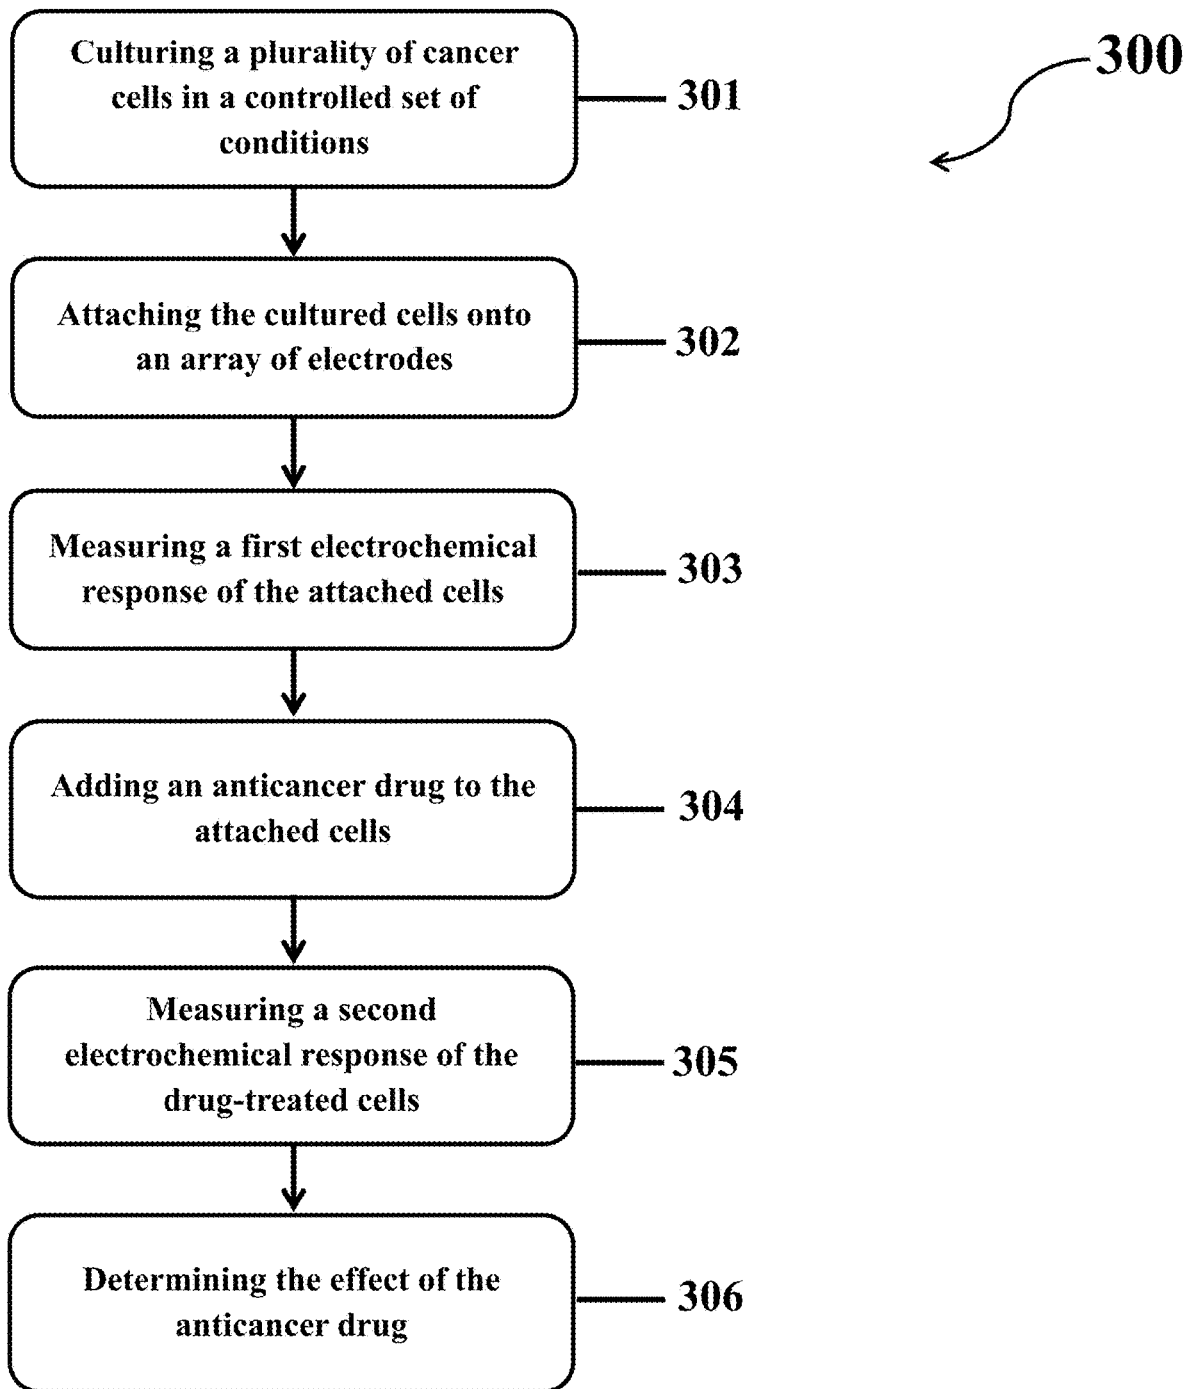 300
Culturing a plurality of cancer
cells in a controlled set of
conditions
301
Attaching the cultured cells onto
an array of electrodes
302
Measuring a first electrochemical
response of the attached cells
303
Adding an anticancer drug to the
attached cells
304
Measuring a second
electrochemical response of the
drug-treated cells
305
Determining the effect of the
anticancer drug
306